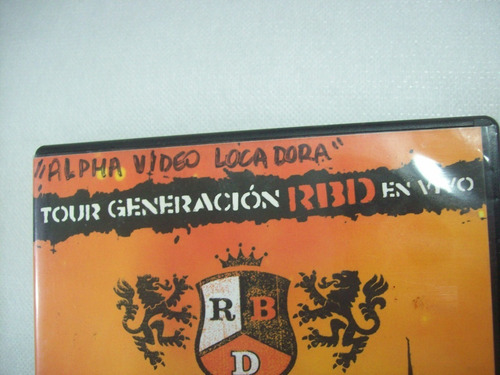 "ALPHA VIDEO LOCADORA"
TOUR GENERACIÓN RBD EN VIVO
R B
D